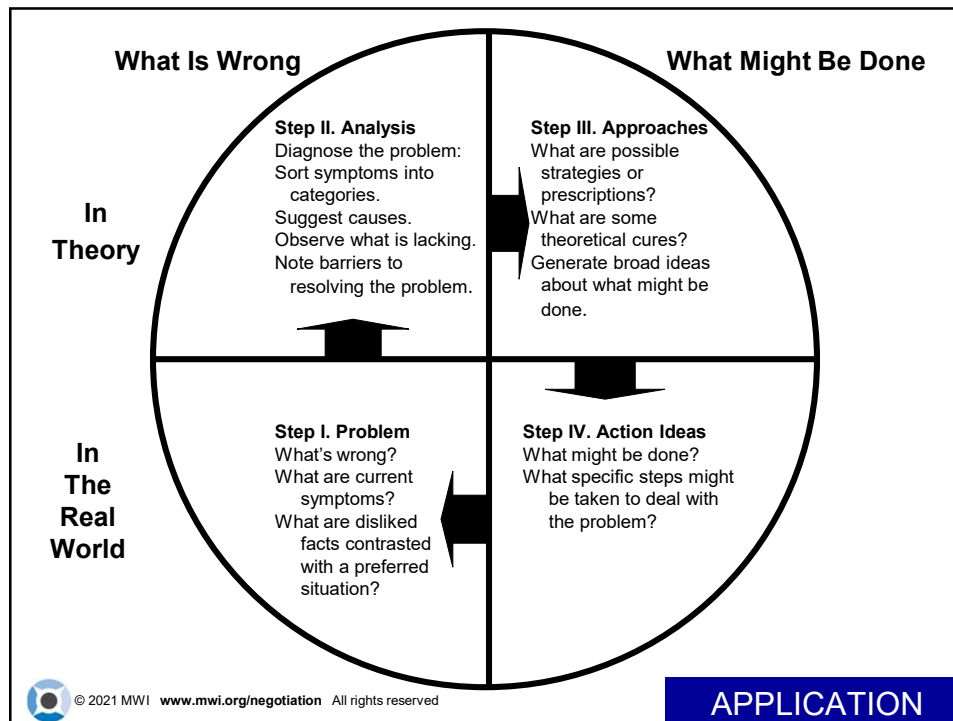 What Is Wrong
What Might Be Done
Step II. Analysis
Diagnose the problem:
Sort symptoms into
categories.
Suggest causes.
Observe what is lacking.
Note barriers to
resolving the problem.
Step III. Approaches
What are possible
strategies or
prescriptions?
What are some
theoretical cures?
Generate broad ideas
about what might be
done.
In
Theory
Step I. Problem
What's wrong?
What are current
symptoms?
What are disliked
facts contrasted
with a preferred
situation?
Step IV. Action Ideas
What might be done?
What specific steps might
be taken to deal with
the problem?
In
The
Real
World
© 2021 MWI www.mwi.org/negotiation All rights reserved
APPLICATION